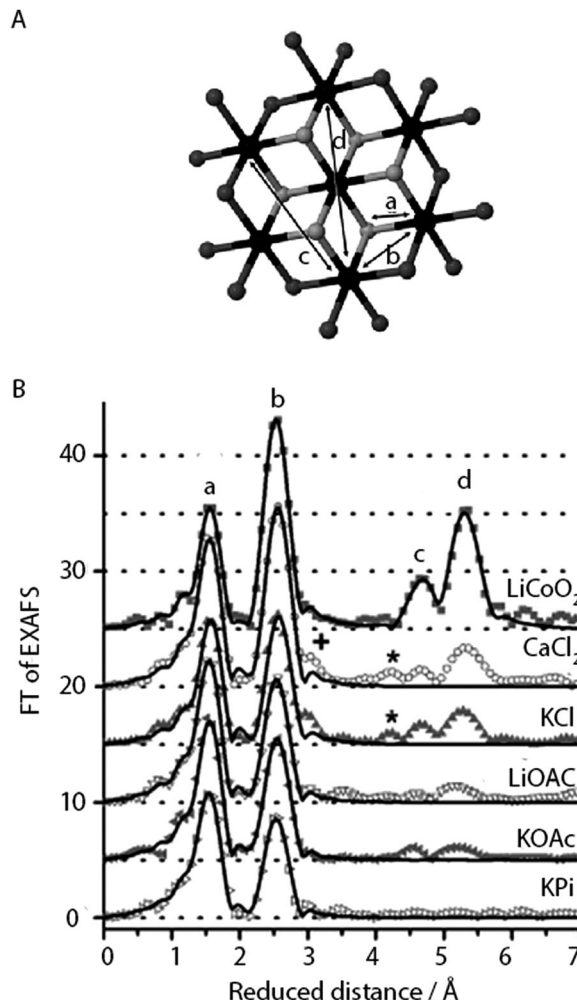 A
d
a
c
b
B
b
a
d
c
40
30
20
10
0
LiCoO2
+
*
CaCl2
*
KCl
LiOAC
KOAc
KPi
FT of EXAFS
0 1 2 3 4 5 6 7
Reduced distance / Å